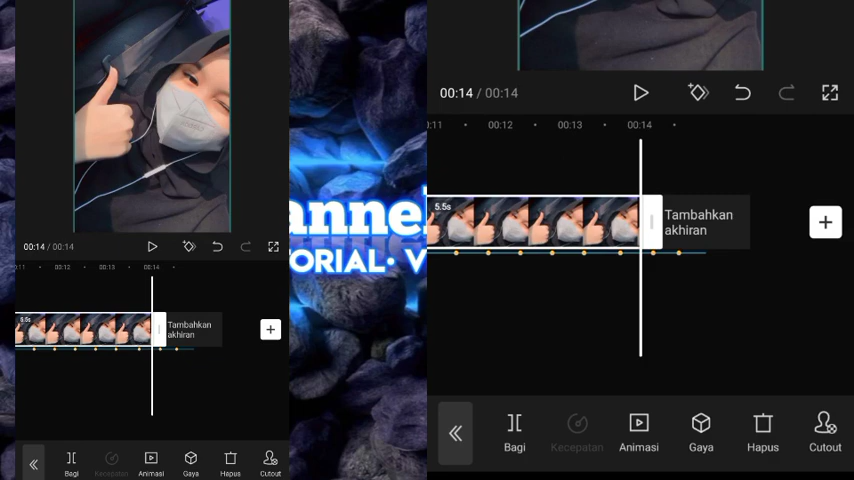 00:14 / 00:14
:11 00:12 00:13 00:14
5.5s
Tambahkan
akhiran
+
Bagi Kecepatan Animasi Gaya Hapus Cutout
anne
ORIAL• V
00:14 / 00:14
0:11 00:12 00:13 00:14
5.5s
Tambahkan
akhiran
+
Bagi Kecepatan Animasi Gaya Hapus Cutout